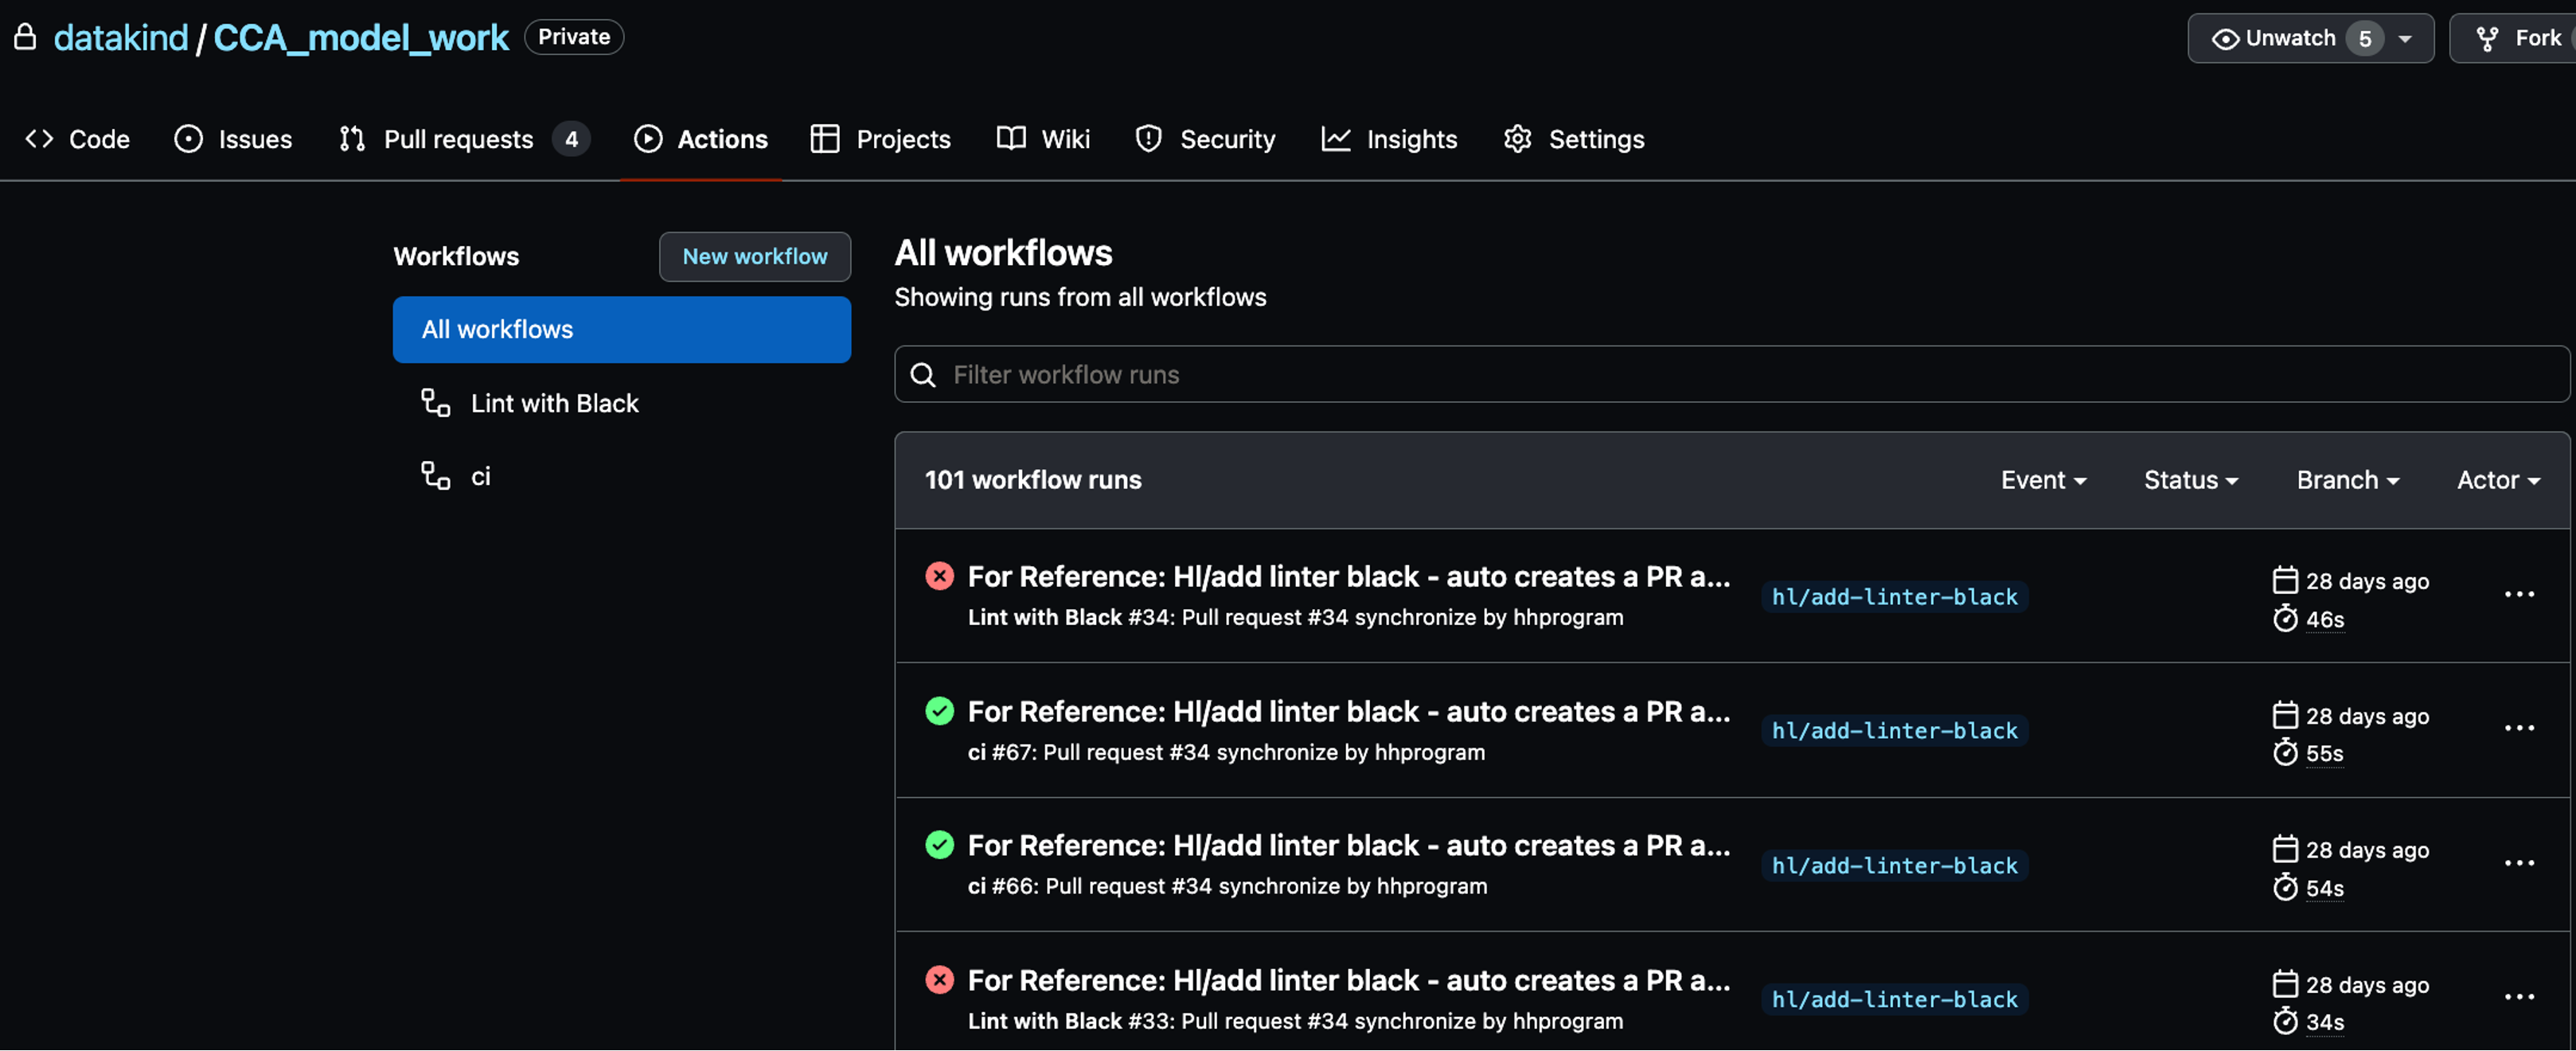 datakind / CCA_model_work Private Unwatch 5 Fork
Code Issues Pull requests 4 Actions Projects Wiki Security Insights Settings
Workflows New workflow
All workflows
Lint with Black
ci
All workflows
Showing runs from all workflows
Filter workflow runs
101 workflow runs Event Status Branch Actor
For Reference: Hl/add linter black - auto creates a PR a... hl/add-linter-black 28 days ago
Lint with Black #34: Pull request #34 synchronize by hhprogram 46s
For Reference: Hl/add linter black - auto creates a PR a... hl/add-linter-black 28 days ago
ci #67: Pull request #34 synchronize by hhprogram 55s
For Reference: Hl/add linter black - auto creates a PR a... hl/add-linter-black 28 days ago
ci #66: Pull request #34 synchronize by hhprogram 54s
For Reference: Hl/add linter black - auto creates a PR a... hl/add-linter-black 28 days ago
Lint with Black #33: Pull request #34 synchronize by hhprogram 34s